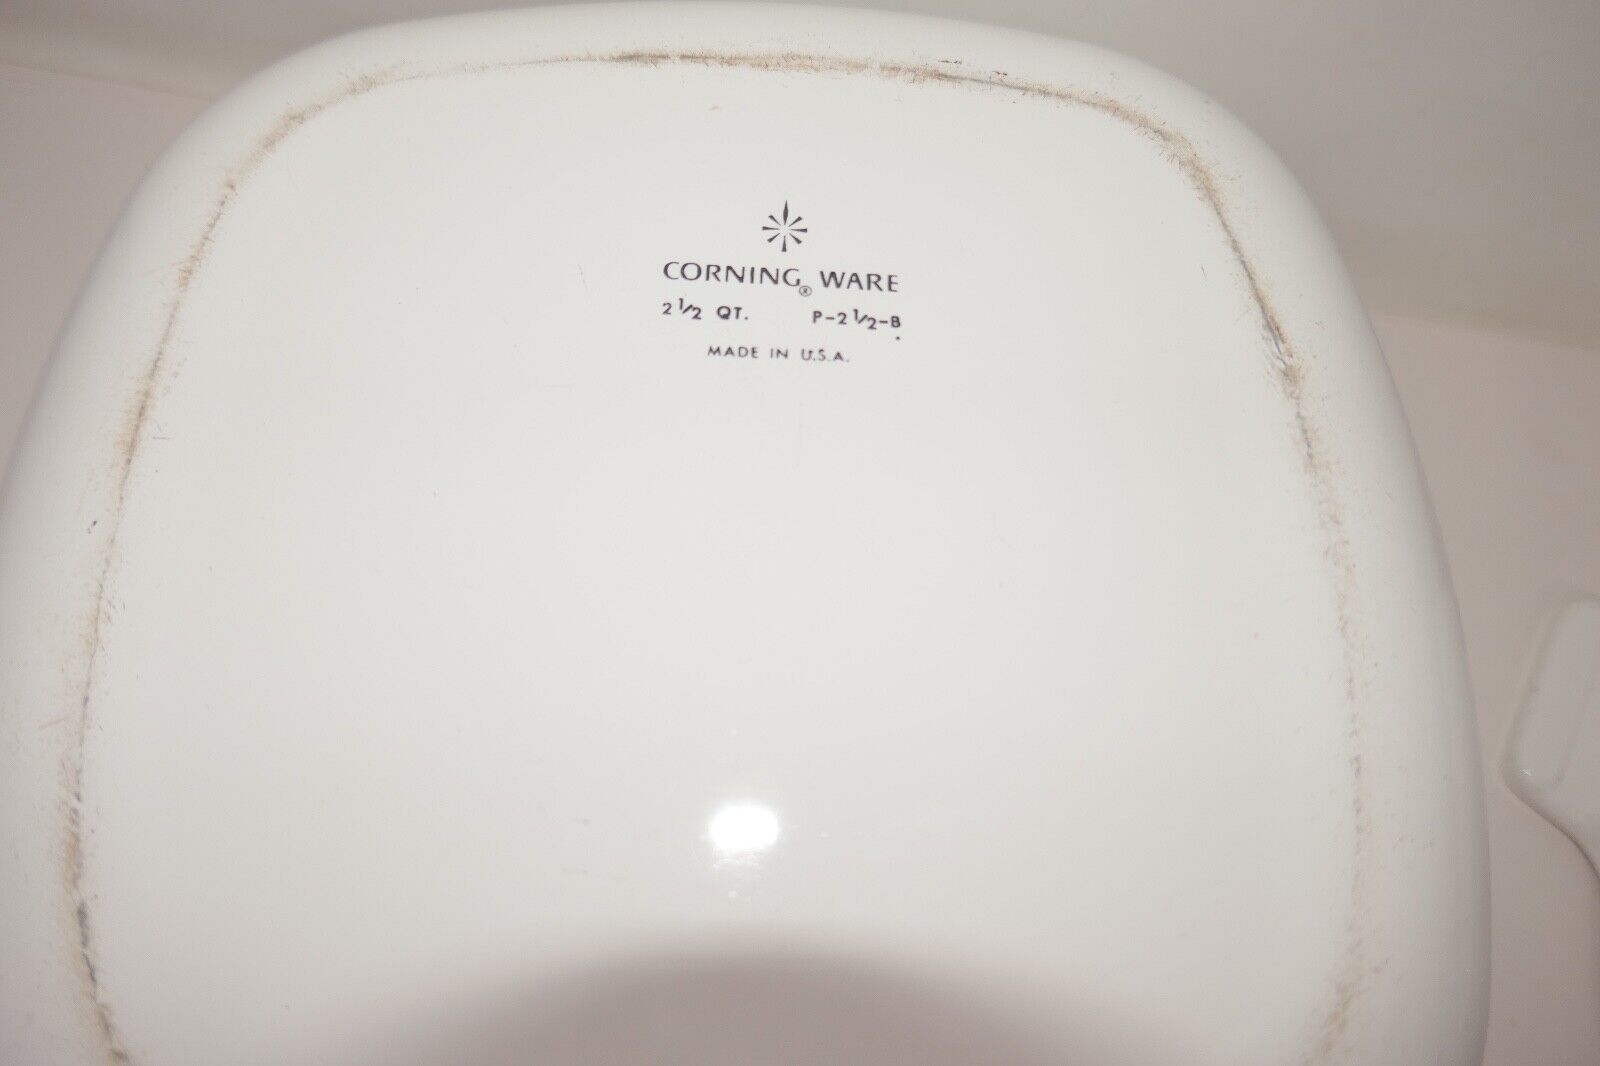 CORNING® WARE
2 1/2 QT. P-2 1/2-B
MADE IN U.S.A.